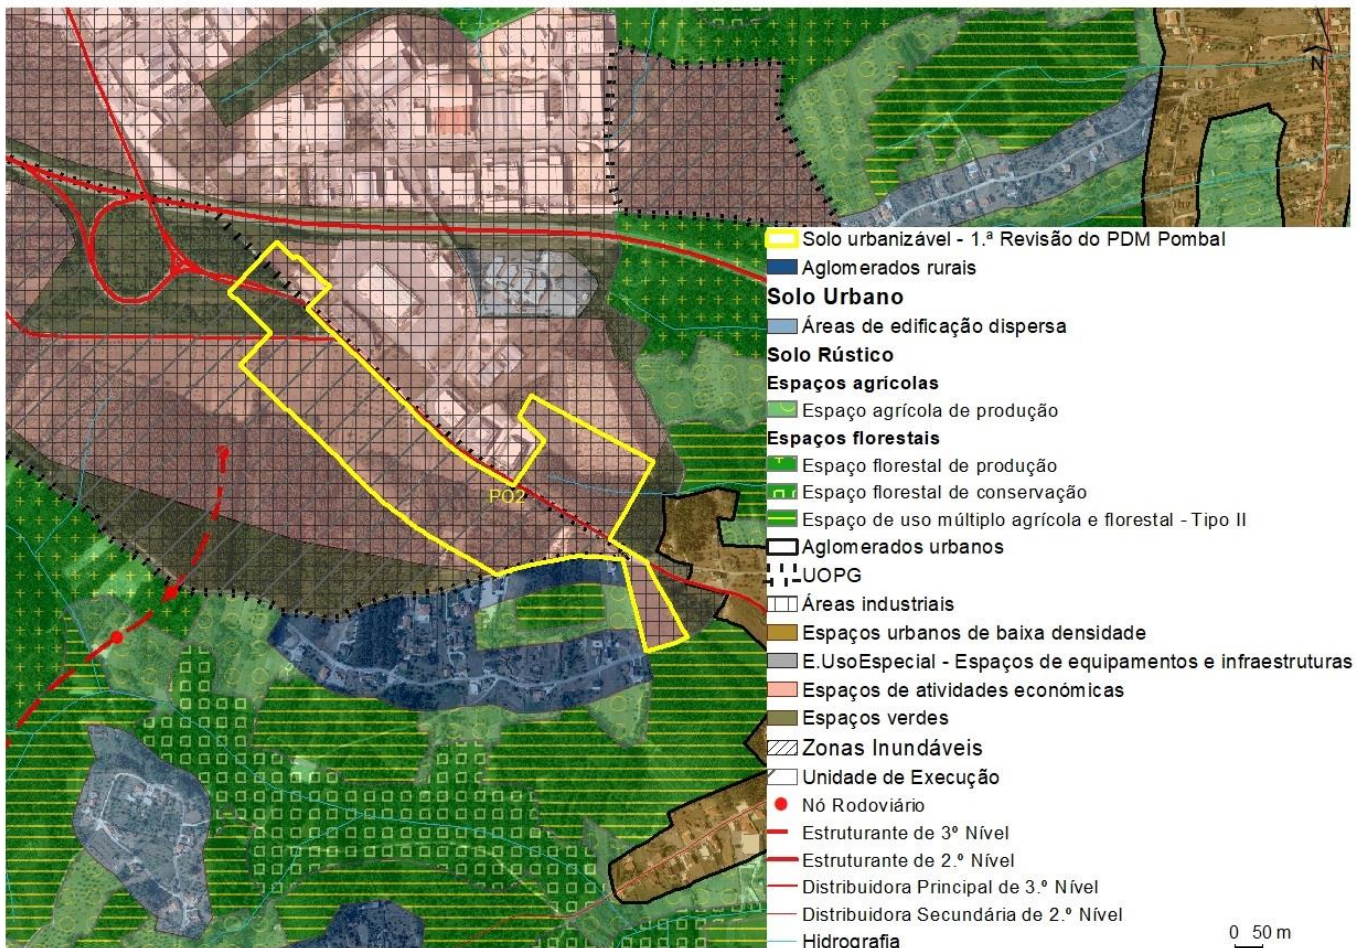 N
Solo urbanizável - 1.ª Revisão do PDM Pombal
Aglomerados rurais
Solo Urbano
Áreas de edificação dispersa
Solo Rústico
Espaços agrícolas
Espaço agrícola de produção
Espaços florestais
Espaço florestal de produção
Espaço florestal de conservação
Espaço de uso múltiplo agrícola e florestal - Tipo II
Aglomerados urbanos
UOPG
Áreas industriais
Espaços urbanos de baixa densidade
E.UsoEspecial - Espaços de equipamentos e infraestruturas
Espaços de atividades económicas
Espaços verdes
Zonas Inundáveis
Unidade de Execução
Nó Rodoviário
Estruturante de 3º Nível
Estruturante de 2.º Nível
Distribuidora Principal de 3.º Nível
Distribuidora Secundária de 2.º Nível
Hidrografia
PO2
0 50 m